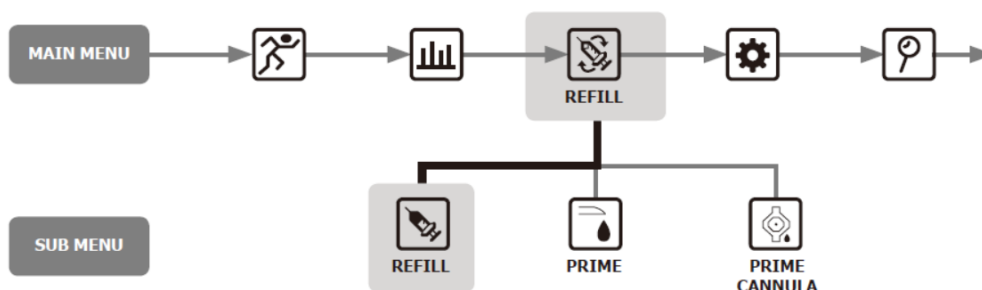 MAIN MENU
REFILL
SUB MENU
REFILL
PRIME
PRIME
CANNULA